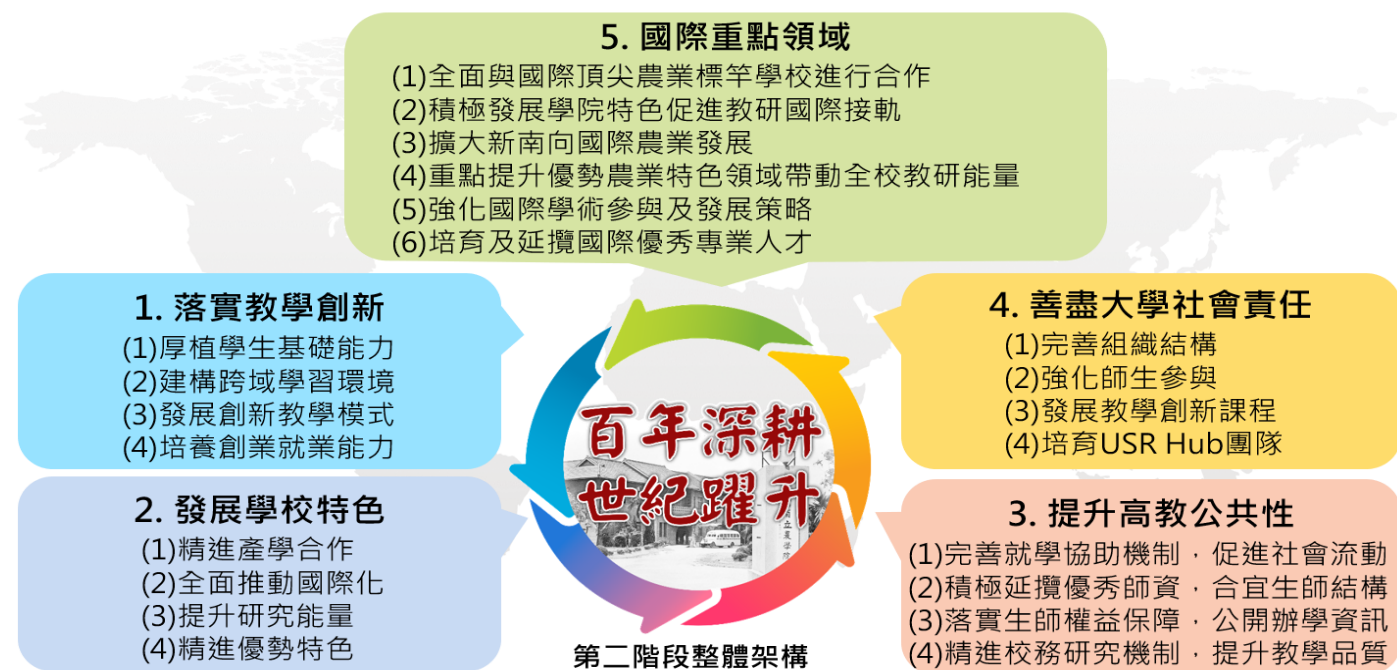 5. 國際重點領域
(1)全面與國際頂尖農業標竿學校進行合作
(2)積極發展學院特色促進教研國際接軌
(3)擴大新南向國際農業發展
(4)重點提升優勢農業特色領域帶動全校教研能量
(5)強化國際學術參與及發展策略
(6)培育及延攬國際優秀專業人才
1. 落實教學創新
(1)厚植學生基礎能力
(2)建構跨域學習環境
(3)發展創新教學模式
(4)培養創業就業能力
2. 發展學校特色
(1)精進產學合作
(2)全面推動國際化
(3)提升研究能量
(4)精進優勢特色
百年深耕
世紀躍升
第二階段整體架構
4. 善盡大學社會責任
(1)完善組織結構
(2)強化師生參與
(3)發展教學創新課程
(4)培育USR Hub團隊
3. 提升高教公共性
(1)完善就學協助機制，促進社會流動
(2)積極延攬優秀師資，合宜生師結構
(3)落實生師權益保障，公開辦學資訊
(4)精進校務研究機制，提升教學品質